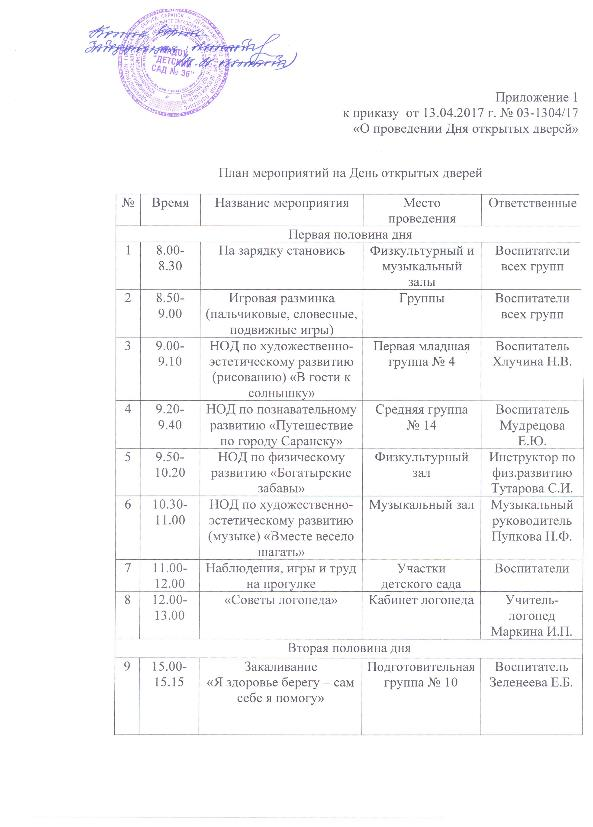 МАДОУ
"ДЕТСКИЙ
САД № 36"
Приложение 1
к приказу от 13.04.2017 г. № 03-1304/17
«О проведении Дня открытых дверей»
План мероприятий на День открытых дверей
№ Время Название мероприятия Место проведения Ответственные
Первая половина дня
1 8.00-8.30 На зарядку становись Физкультурный и музыкальный залы Воспитатели всех групп
2 8.50-9.00 Игровая разминка (пальчиковые, словесные, подвижные игры) Группы Воспитатели всех групп
3 9.00-9.10 НОД по художественно-эстетическому развитию (рисованию) «В гости к солнышку» Первая младшая группа № 4 Воспитатель Хлучина Н.В.
4 9.20-9.40 НОД по познавательному развитию «Путешествие по городу Саранску» Средняя группа № 14 Воспитатель Мудрецова Е.Ю.
5 9.50-10.20 НОД по физическому развитию «Богатырские забавы» Физкультурный зал Инструктор по физ.развитию Тутарова С.И.
6 10.30-11.00 НОД по художественно-эстетическому развитию (музыке) «Вместе весело шагать» Музыкальный зал Музыкальный руководитель Пупкова Н.Ф.
7 11.00-12.00 Наблюдения, игры и труд на прогулке Участки детского сада Воспитатели
8 12.00-13.00 «Советы логопеда» Кабинет логопеда Учитель-логопед Маркина И.П.
Вторая половина дня
9 15.00-15.15 Закаливание «Я здоровье берегу – сам себе я помогу» Подготовительная группа № 10 Воспитатель Зеленеева Е.Б.